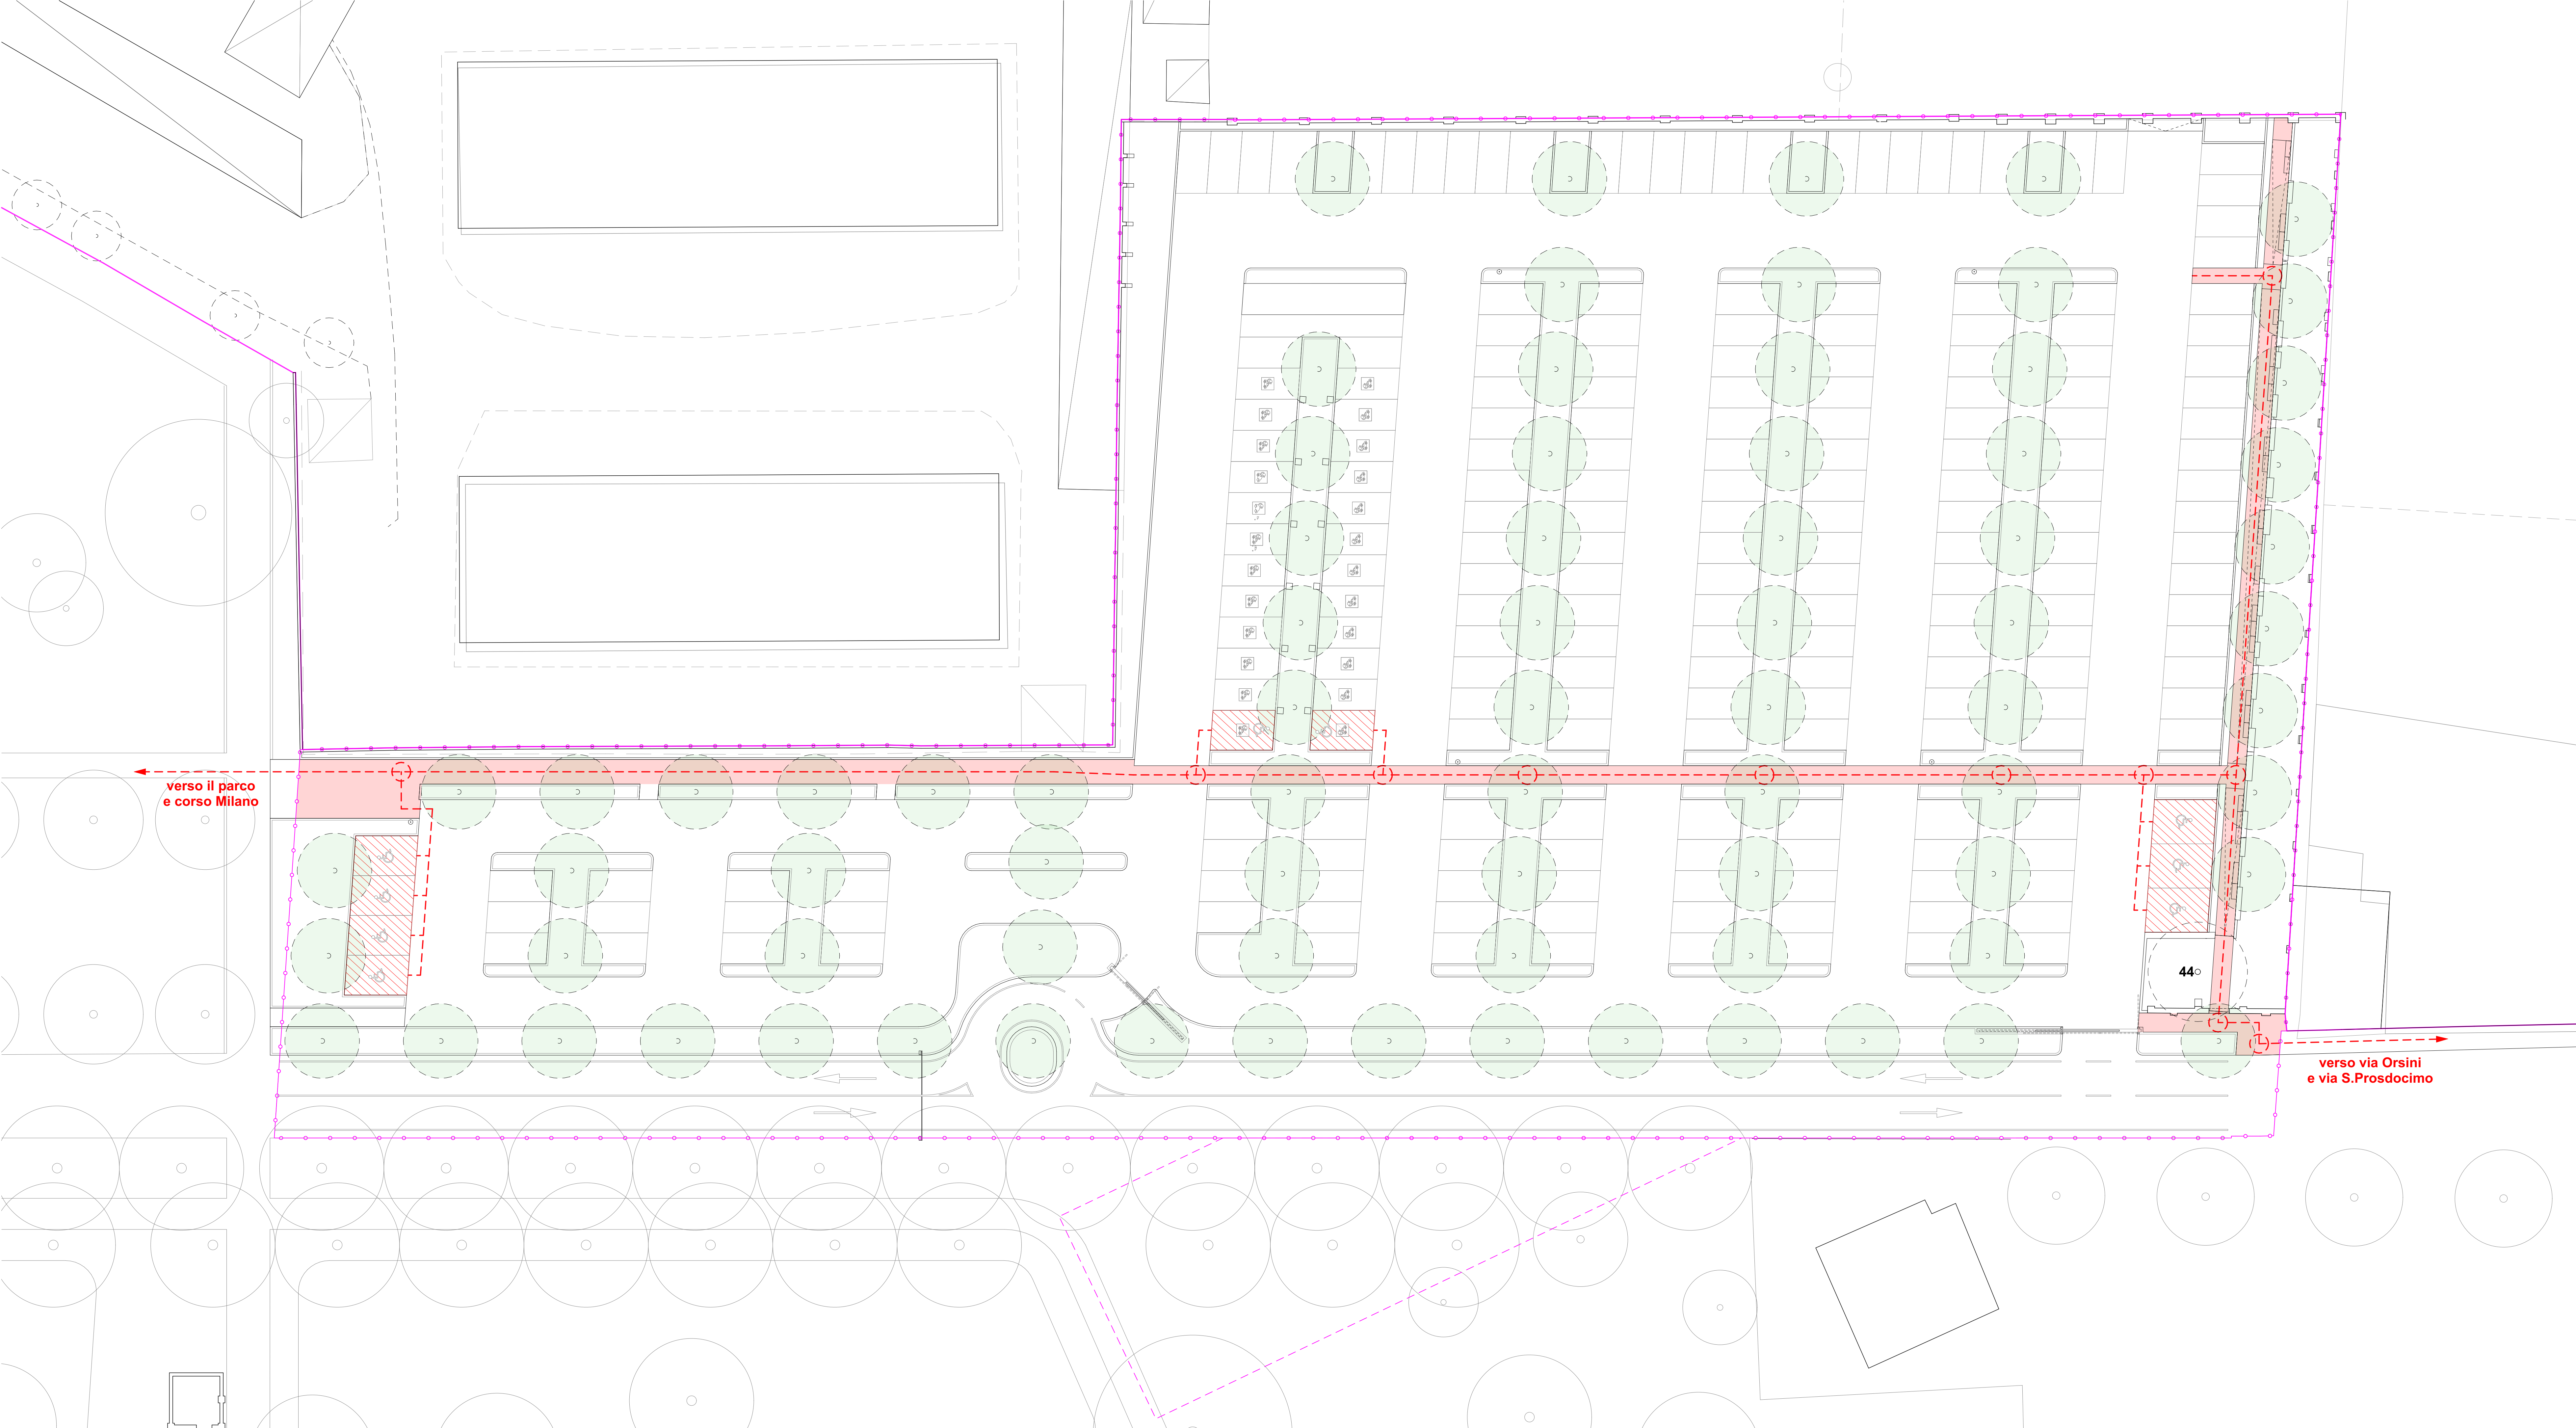 verso il parco
e corso Milano
44
verso via Orsini
e via S.Prosdocimo